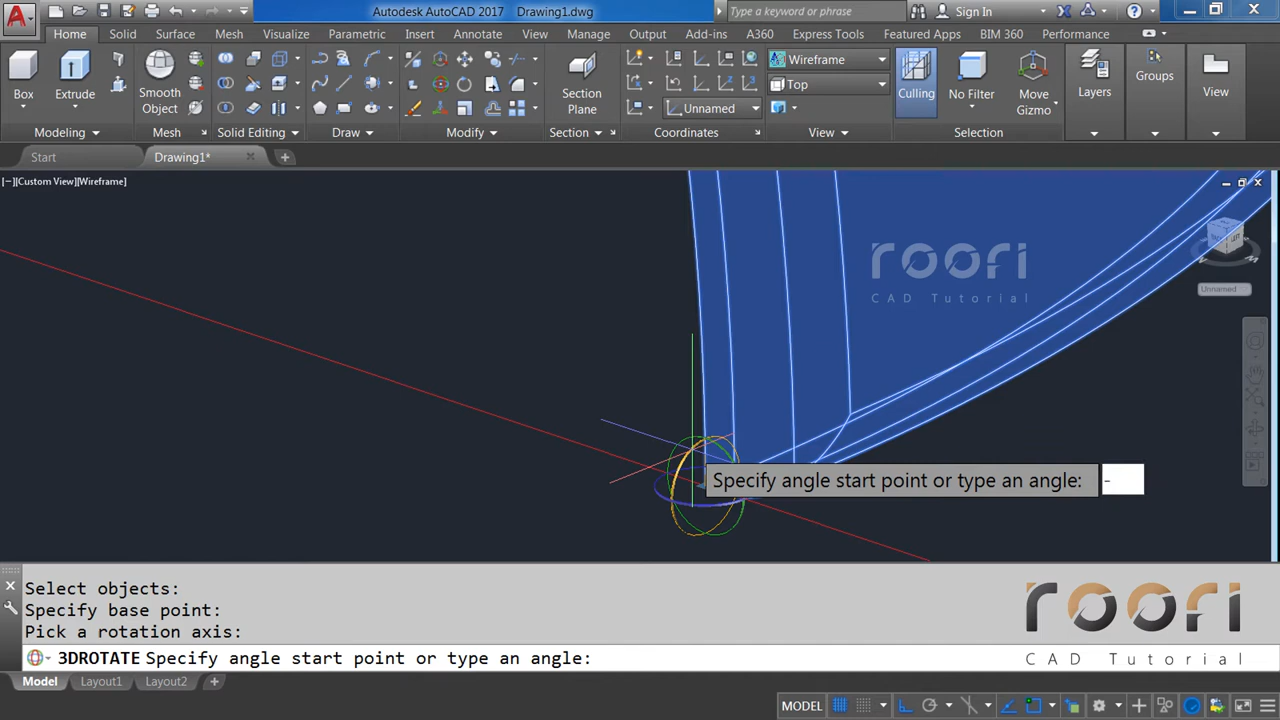 Autodesk AutoCAD 2017 Drawing1.dwg
Type a keyword or phrase
Sign In
Home Solid Surface Mesh Visualize Parametric Insert Annotate View Manage Output Add-ins A360 Express Tools Featured Apps BIM 360 Performance
Box
Extrude
Smooth Object
Section Plane
Wireframe
Top
Unnamed
Culling
No Filter
Move Gizmo
Layers
Groups
View
Modeling Mesh Solid Editing Draw Modify Section Coordinates View Selection
Start Drawing1*
[−][Custom View][Wireframe]
roori
CAD Tutorial
Unnamed
Specify angle start point or type an angle: -
Select objects:
Specify base point:
Pick a rotation axis:
3DROTATE Specify angle start point or type an angle:
roori
CAD Tutorial
Model Layout1 Layout2 +
MODEL